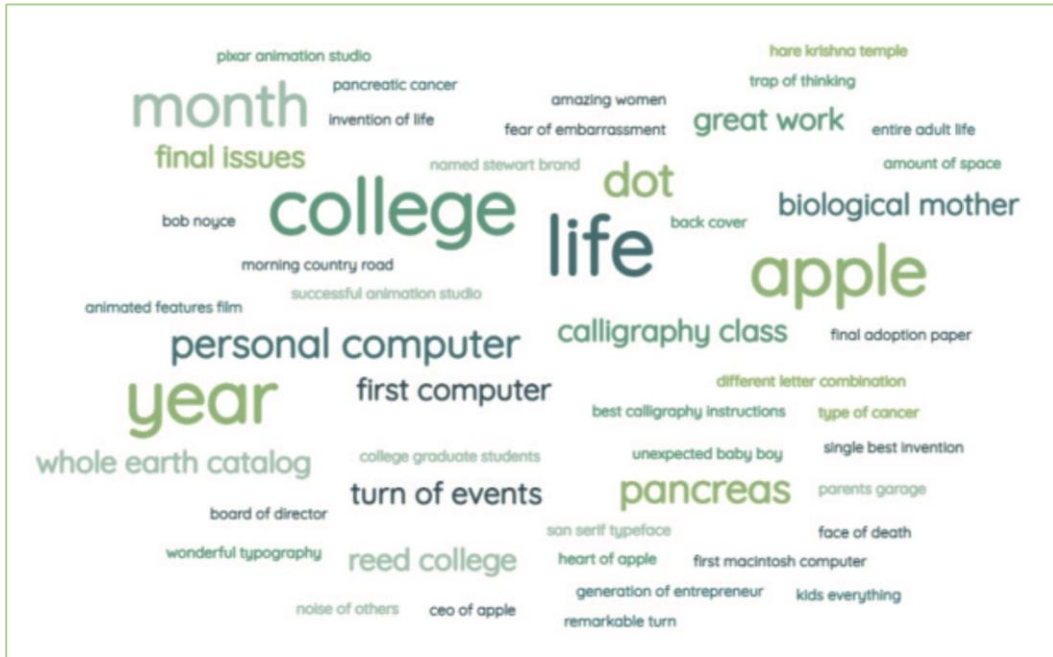 pixar animation studio
hare krishna temple
month
pancreatic cancer
trap of thinking
amazing women
invention of life
fear of embarrassment
great work
entire adult life
final issues
named stewart brand
dot
amount of space
college
bob noyce
life
back cover
biological mother
morning country road
apple
successful animation studio
animated features film
personal computer
calligraphy class
final adoption paper
year
first computer
different letter combination
best calligraphy instructions
type of cancer
whole earth catalog
college graduate students
unexpected baby boy
single best invention
turn of events
pancreas
parents garage
board of director
san serif typeface
face of death
wonderful typography
reed college
heart of apple
first macintosh computer
noise of others
ceo of apple
generation of entrepreneur
kids everything
remarkable turn